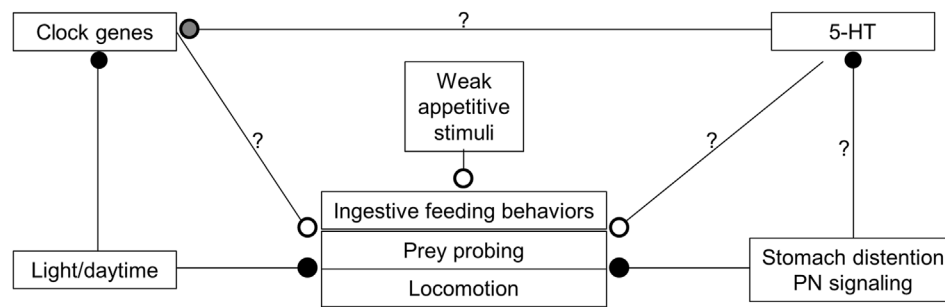 ?
Clock genes
5-HT
Weak
appetitive
stimuli
?
?
?
Ingestive feeding behaviors
Prey probing
Locomotion
Light/daytime
Stomach distention
PN signaling